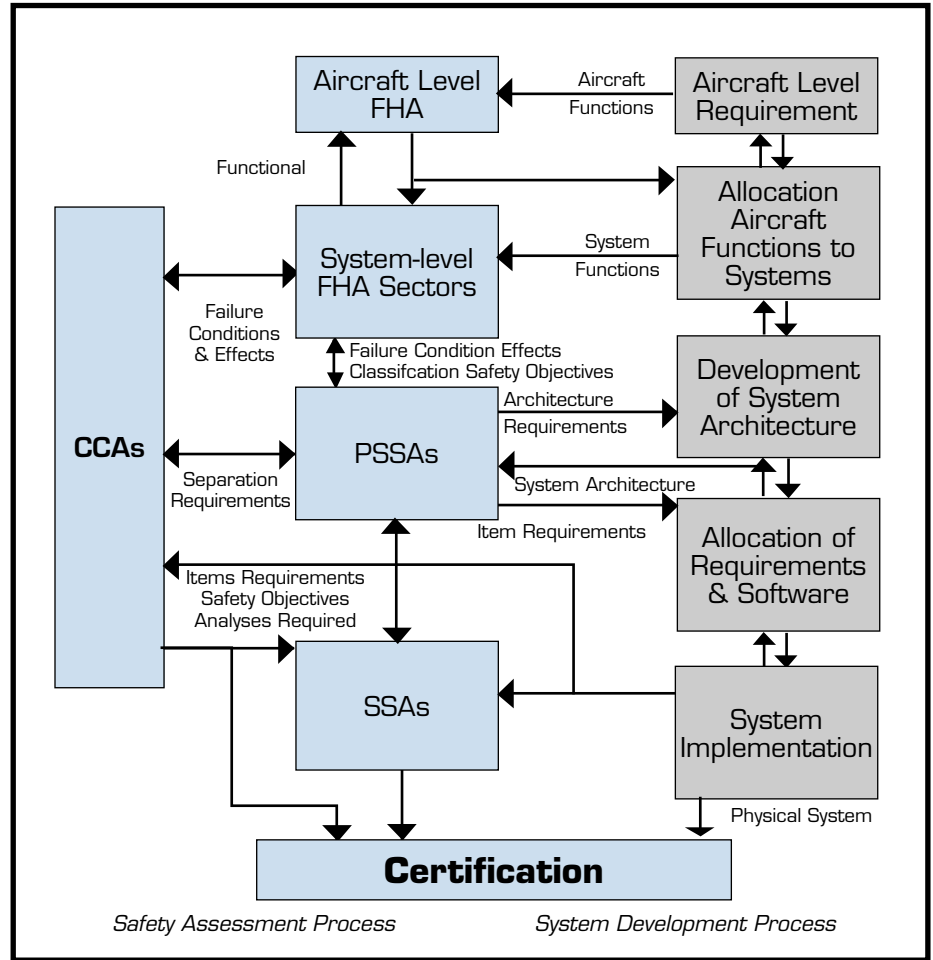 Aircraft Level
FHA
Aircraft
Functions
Aircraft Level
Requirement
Functional
Allocation
Aircraft
Functions to
Systems
System-level
FHA Sectors
System
Functions
Failure
Conditions
& Effects
Failure Condition Effects
Classifcation Safety Objectives
Development
of System
Architecture
CCAs
PSSAs
Architecture
Requirements
Separation
Requirements
System Architecture
Item Requirements
Allocation of
Requirements
& Software
Items Requirements
Safety Objectives
Analyses Required
SSAs
System
Implementation
Physical System
Certification
Safety Assessment Process
System Development Process